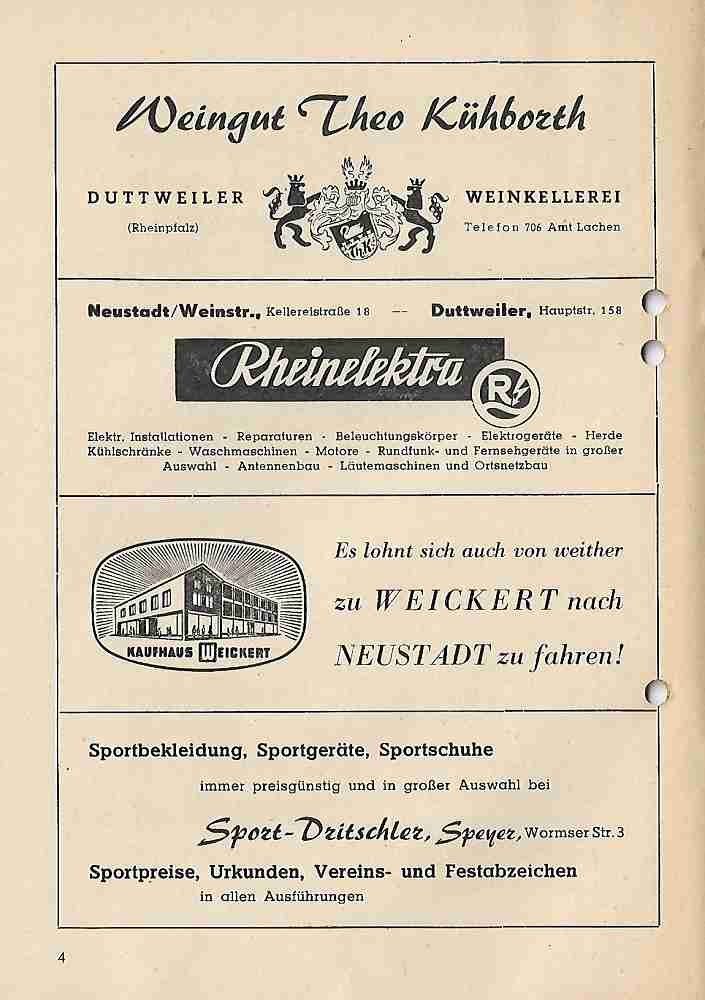 Weingut Theo Kühborth
DUTTWEILER
(Rheinpfalz)
WEINKELLEREI
Telefon 706 Amt Lachen
ThK
Neustadt/Weinstr., Kellereistraße 18 -- Duttweiler, Hauptstr. 158
Rheinelektra
R
Elektr. Installationen - Reparaturen - Beleuchtungskörper - Elektrogeräte - Herde
Kühlschränke - Waschmaschinen - Motore - Rundfunk- und Fernsehgeräte in großer
Auswahl - Antennenbau - Läutemaschinen und Ortsnetzbau
KAUFHAUS WEICKERT
Es lohnt sich auch von weither
zu WEICKERT nach
NEUSTADT zu fahren!
Sportbekleidung, Sportgeräte, Sportschuhe
immer preisgünstig und in großer Auswahl bei
Sport-Dritschler, Speyer, Wormser Str. 3
Sportpreise, Urkunden, Vereins- und Festabzeichen
in allen Ausführungen
4